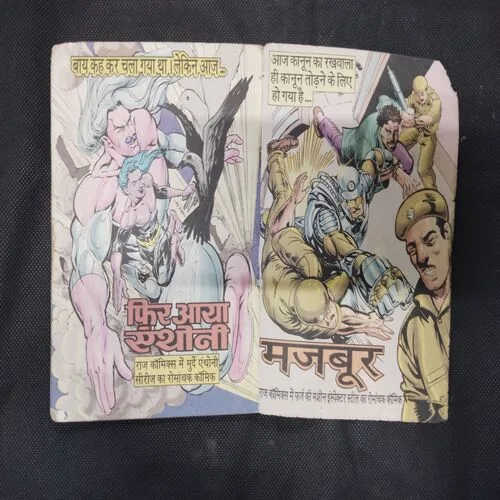 बाय कह कर चला गया था। लेकिन आज...
फिर आया
एंथोनी
राज कॉमिक्स में मुर्दे एंथोनी
सीरीज का रोमांचक कॉमिक
आज कानून का रखवाला
ही कानून तोड़ने के लिए
हो गया है...
मजबूर
राज कॉमिक्स में फर्ज की मशीन इंस्पेक्टर स्टील का रोमांचक कॉमिक